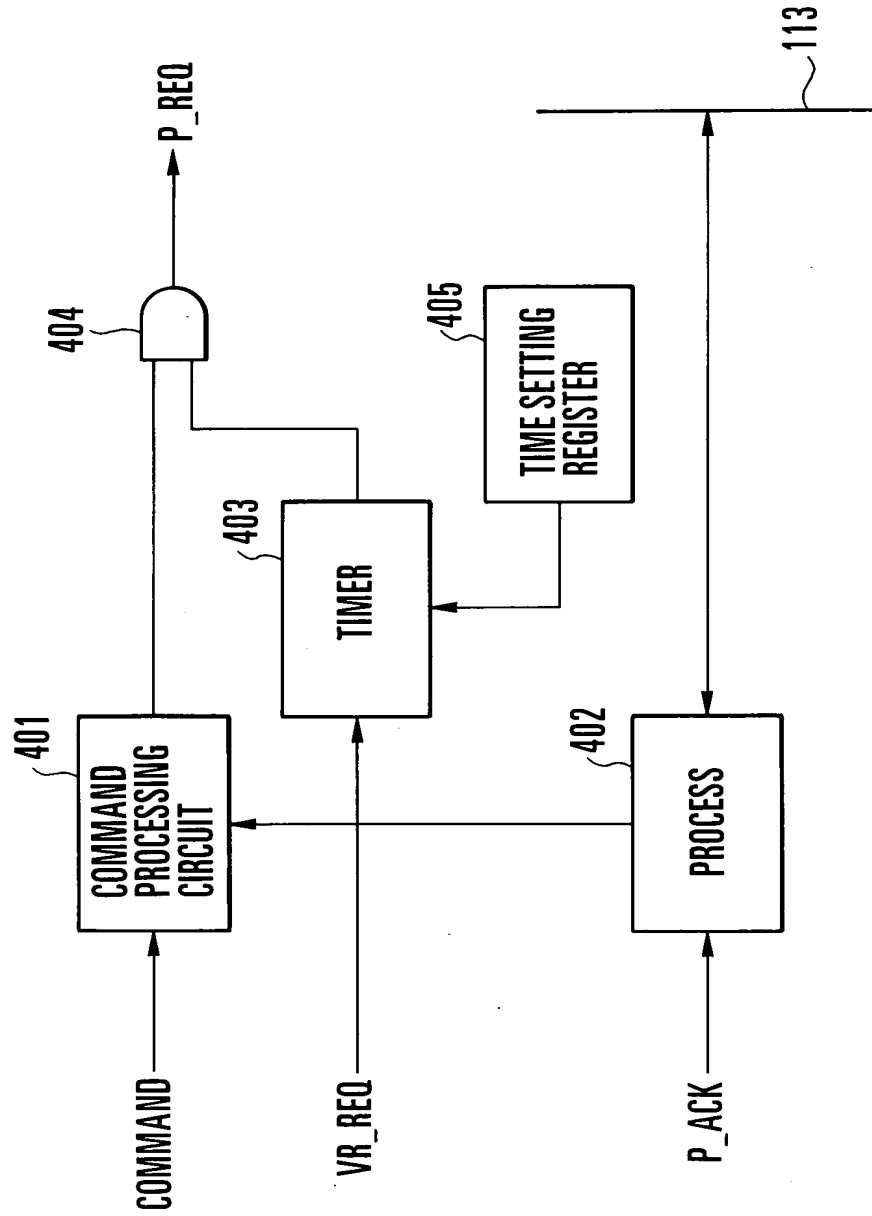 COMMAND
401
COMMAND
PROCESSING
CIRCUIT
404
P_REQ
VR_REQ
403
TIMER
405
TIME SETTING
REGISTER
P_ACK
402
PROCESS
113